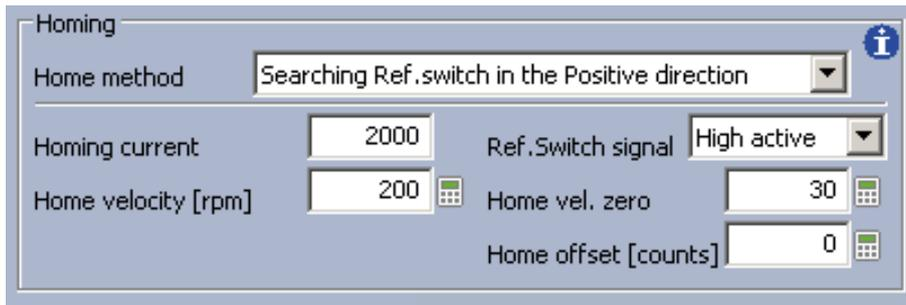 Homing
Home method Searching Ref.switch in the Positive direction
Homing current 2000 Ref.Switch signal High active
Home velocity [rpm] 200 Home vel. zero 30
Home offset [counts] 0